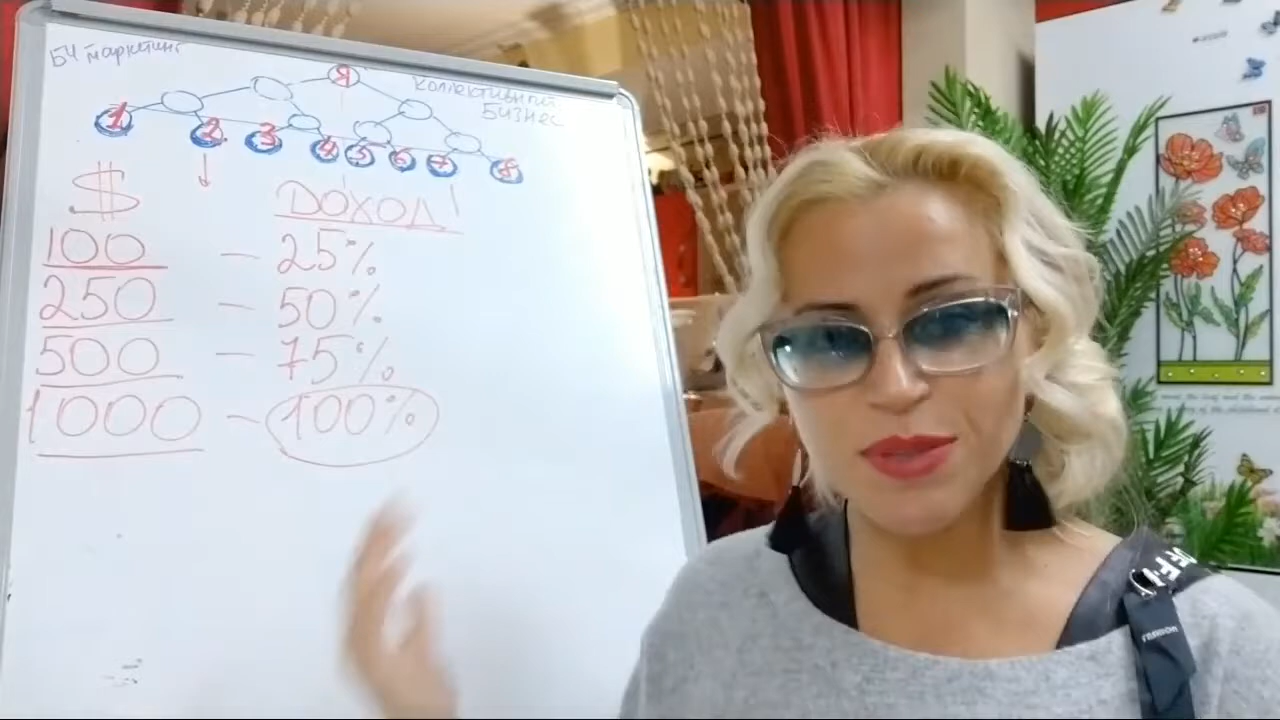 БЧ маркетинг
Я
Коллективный
Бизнес
1 2 3 4 5 6 7 8
$ ДОХОД!
100 - 25%
250 - 50%
500 - 75%
1000 - 100%